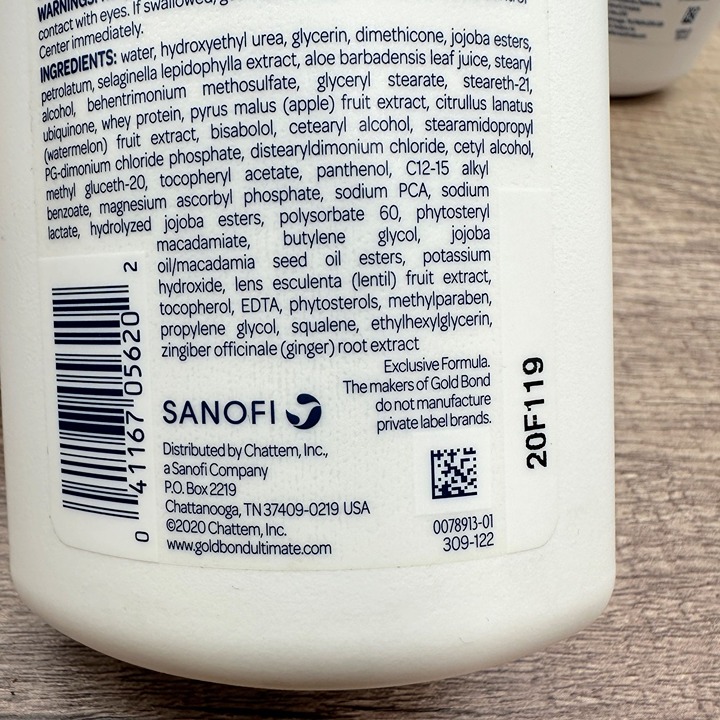 WARNINGS:
contact with eyes. If swallowed,
Center immediately.
INGREDIENTS: water, hydroxyethyl urea, glycerin, dimethicone, jojoba esters,
petrolatum, selaginella lepidophylla extract, aloe barbadensis leaf juice, stearyl
alcohol, behentrimonium methosulfate, glyceryl stearate, steareth-21,
ubiquinone, whey protein, pyrus malus (apple) fruit extract, citrullus lanatus
(watermelon) fruit extract, bisabolol, cetearyl alcohol, stearamidopropyl
PG-dimonium chloride phosphate, distearyldimonium chloride, cetyl alcohol,
methyl gluceth-20, tocopheryl acetate, panthenol, C12-15 alkyl
benzoate, magnesium ascorbyl phosphate, sodium PCA, sodium
lactate, hydrolyzed jojoba esters, polysorbate 60, phytosteryl
macadamiate, butylene glycol, jojoba
oil/macadamia seed oil esters, potassium
hydroxide, lens esculenta (lentil) fruit extract,
tocopherol, EDTA, phytosterols, methylparaben,
propylene glycol, squalene, ethylhexylglycerin,
zingiber officinale (ginger) root extract
Exclusive Formula.
The makers of Gold Bond
do not manufacture
private label brands.
SANOFI
Distributed by Chattem, Inc.,
a Sanofi Company
P.O. Box 2219
Chattanooga, TN 37409-0219 USA
©2020 Chattem, Inc.
www.goldbondultimate.com
0078913-01
309-122
0 41167 05620 2
20F119